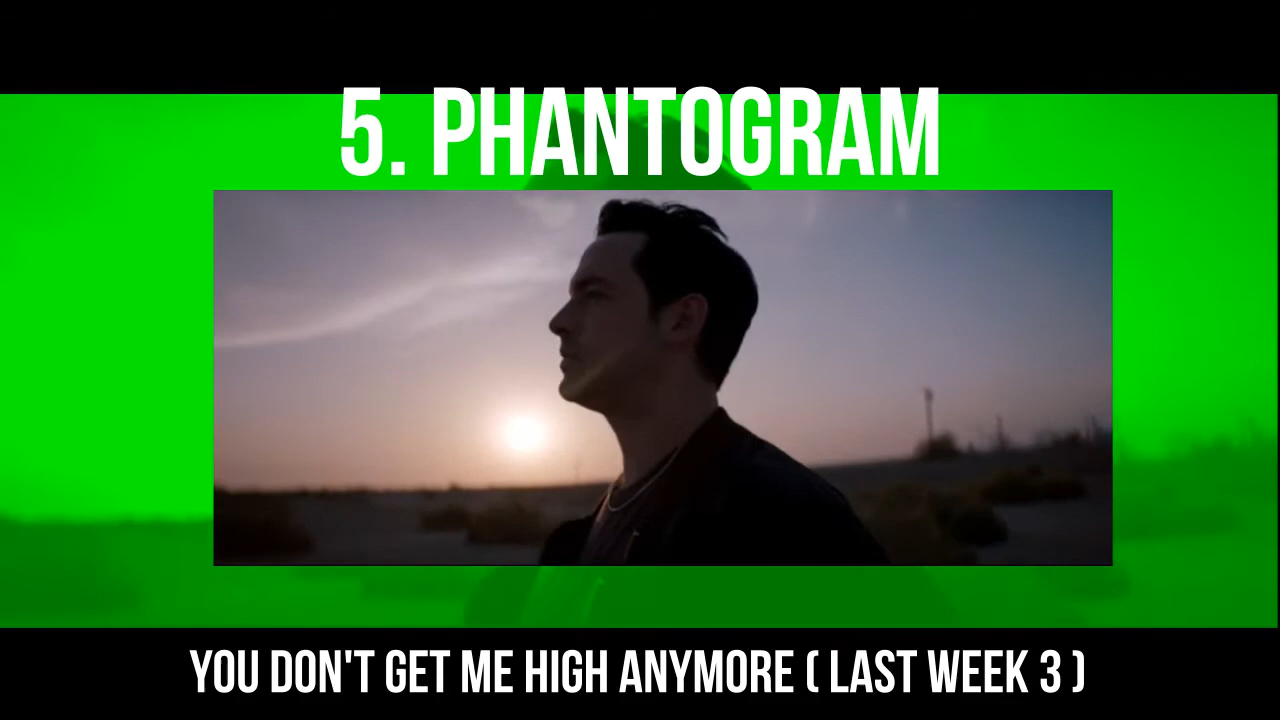 5. PHANTOGRAM
YOU DON'T GET ME HIGH ANYMORE ( LAST WEEK 3 )